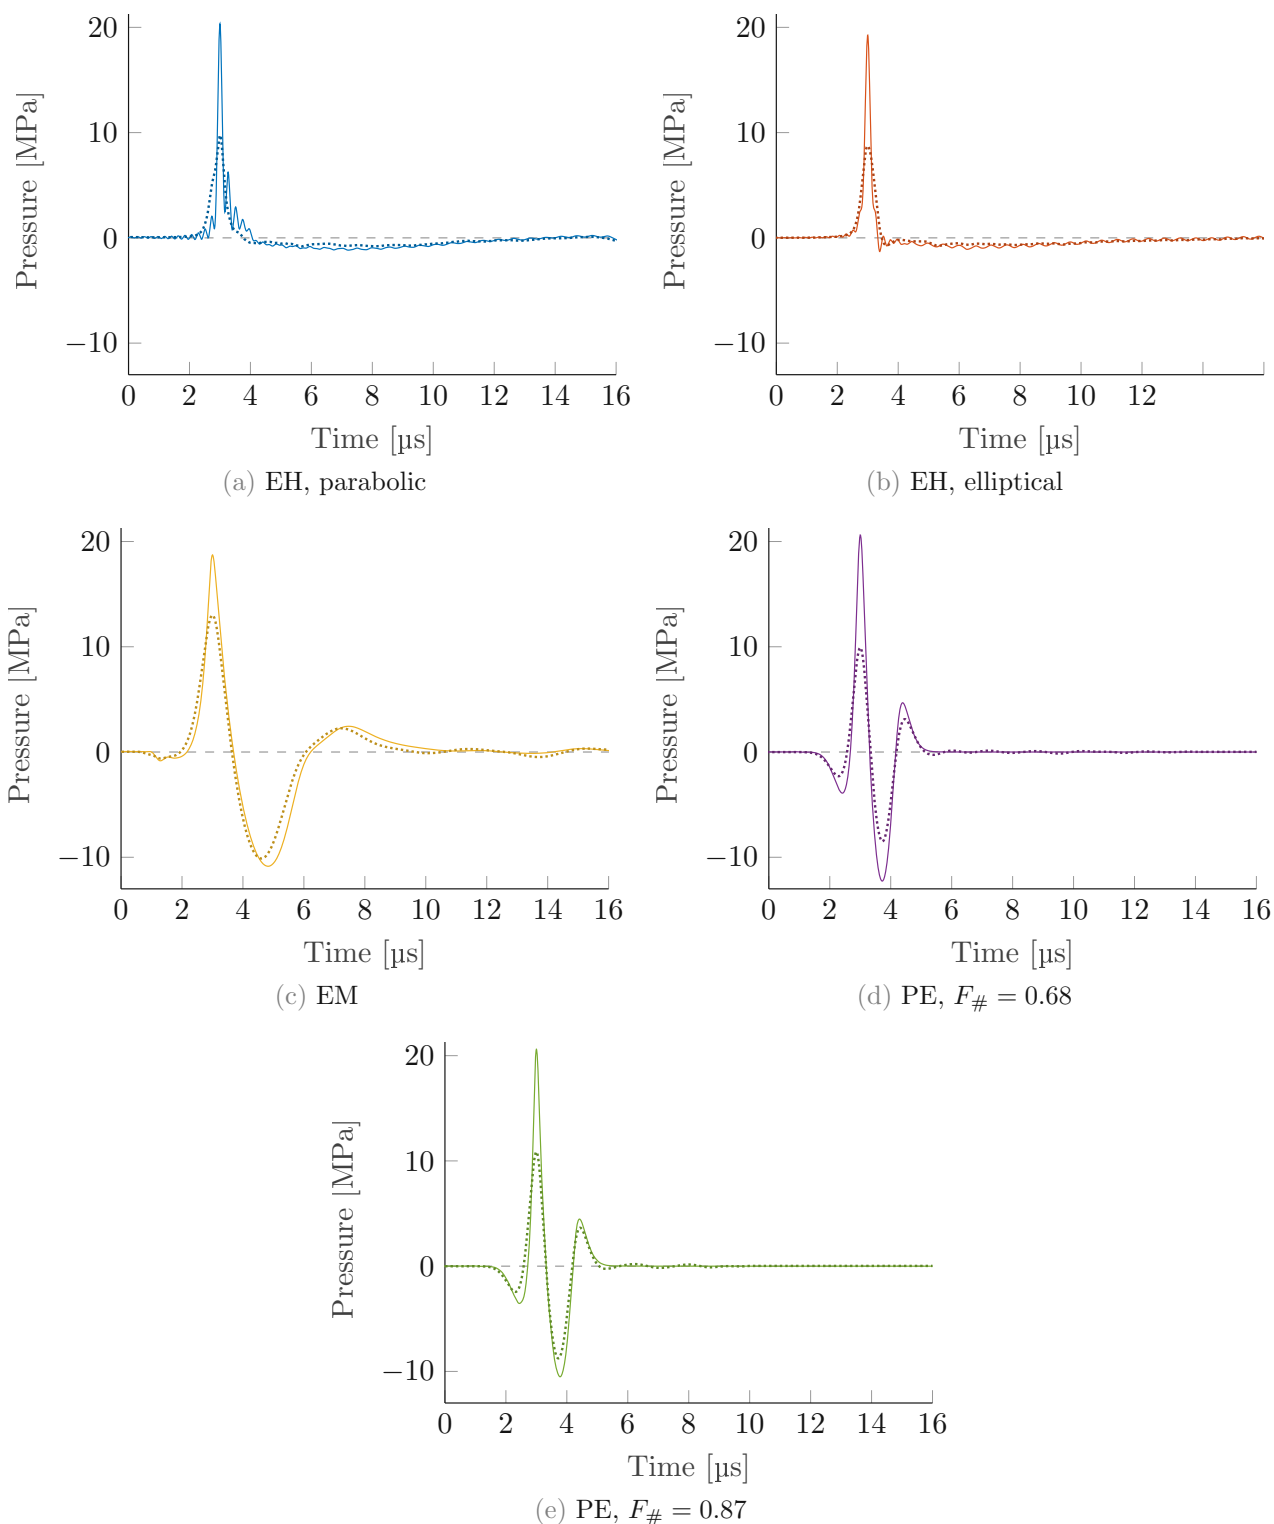 20
10
0
−10
Pressure [MPa]
0 2 4 6 8 10 12 14 16
Time [µs]
(a) EH, parabolic
20
10
0
−10
Pressure [MPa]
0 2 4 6 8 10 12
Time [µs]
(b) EH, elliptical
20
10
0
−10
Pressure [MPa]
0 2 4 6 8 10 12 14 16
Time [µs]
(c) EM
20
10
0
−10
Pressure [MPa]
0 2 4 6 8 10 12 14 16
Time [µs]
(d) PE, F# = 0.68
20
10
0
−10
Pressure [MPa]
0 2 4 6 8 10 12 14 16
Time [µs]
(e) PE, F# = 0.87